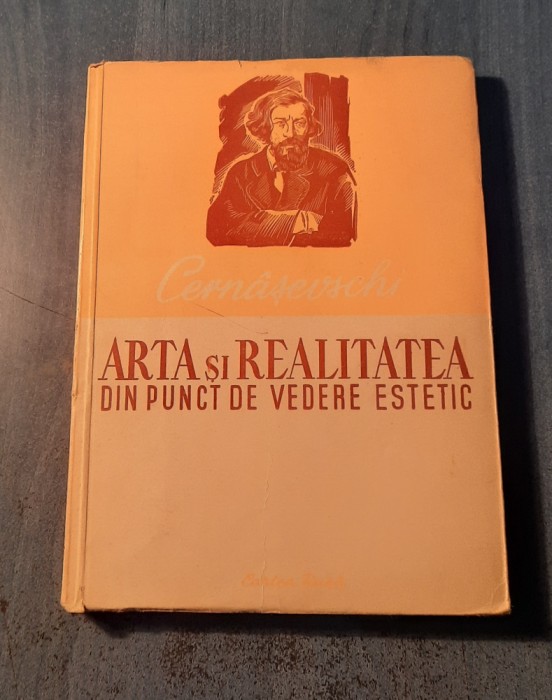 Cernâșevschi
ARTA ȘI REALITATEA
DIN PUNCT DE VEDERE ESTETIC